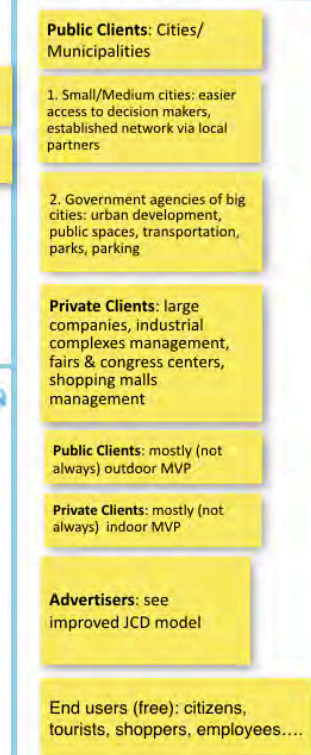 Public Clients: Cities/
Municipalities
1. Small/Medium cities: easier
access to decision makers,
established network via local
partners
2. Government agencies of big
cities: urban development,
public spaces, transportation,
parks, parking
Private Clients: large
companies, industrial
complexes management,
fairs & congress centers,
shopping malls
management
Public Clients: mostly (not
always) outdoor MVP
Private Clients: mostly (not
always) indoor MVP
Advertisers: see
improved JCD model
End users (free): citizens,
tourists, shoppers, employees….